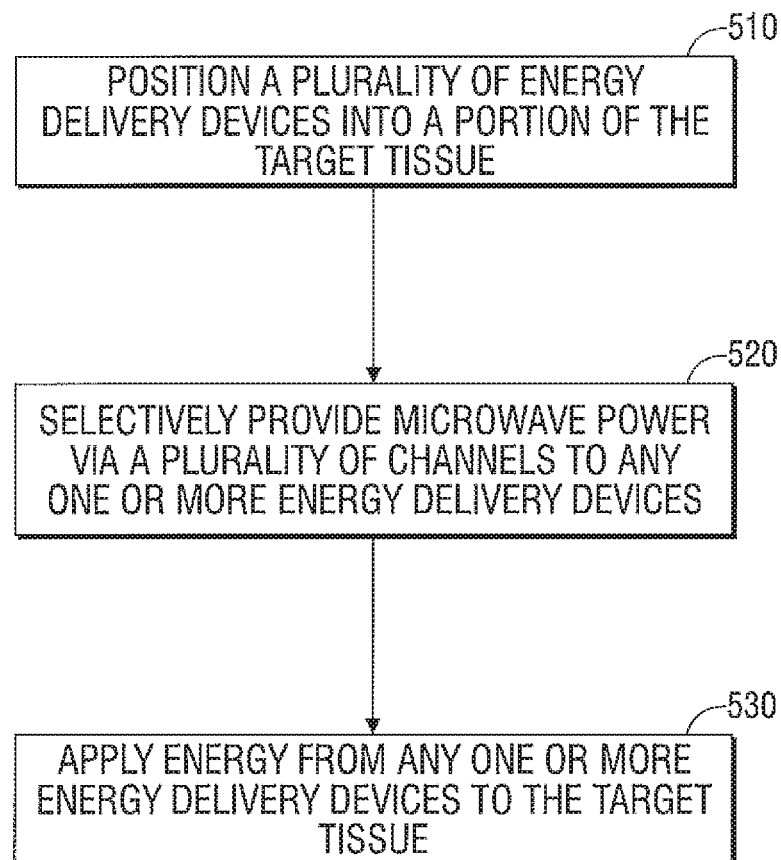 510
POSITION A PLURALITY OF ENERGY
DELIVERY DEVICES INTO A PORTION OF THE
TARGET TISSUE
520
SELECTIVELY PROVIDE MICROWAVE POWER
VIA A PLURALITY OF CHANNELS TO ANY
ONE OR MORE ENERGY DELIVERY DEVICES
530
APPLY ENERGY FROM ANY ONE OR MORE
ENERGY DELIVERY DEVICES TO THE TARGET
TISSUE